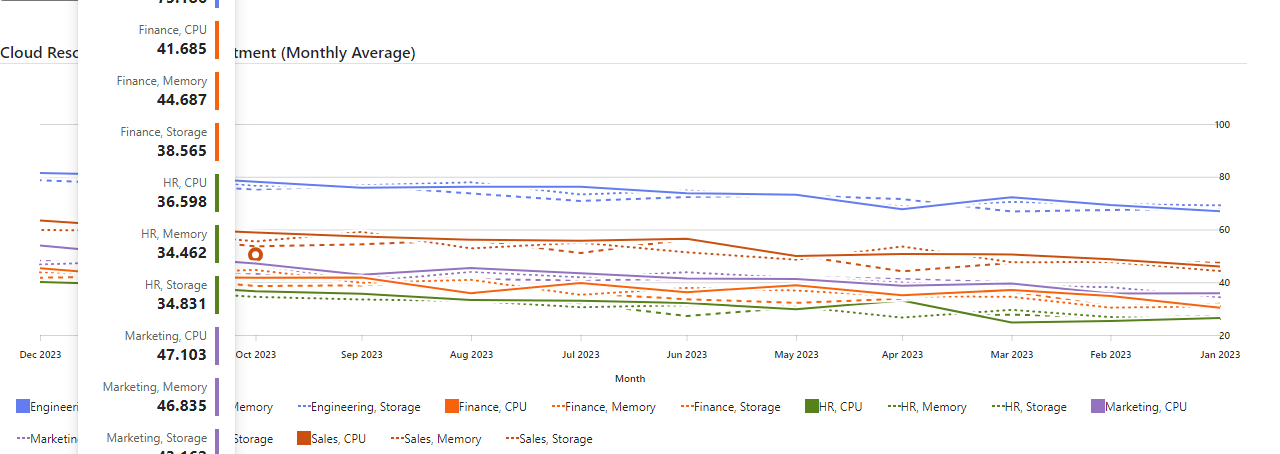 Finance, CPU
41.685
Cloud Reso
tment (Monthly Average)
Finance, Memory
44.687
Finance, Storage
38.565
HR, CPU
36.598
HR, Memory
34.462
HR, Storage
34.831
Marketing, CPU
47.103
Marketing, Memory
46.835
Marketing, Storage
100
80
60
40
20
Dec 2023 Oct 2023 Sep 2023 Aug 2023 Jul 2023 Jun 2023 May 2023 Apr 2023 Mar 2023 Feb 2023 Jan 2023
Month
Engineeri Memory Engineering, Storage Finance, CPU Finance, Memory Finance, Storage HR, CPU HR, Memory HR, Storage Marketing, CPU
Marketin Storage Sales, CPU Sales, Memory Sales, Storage